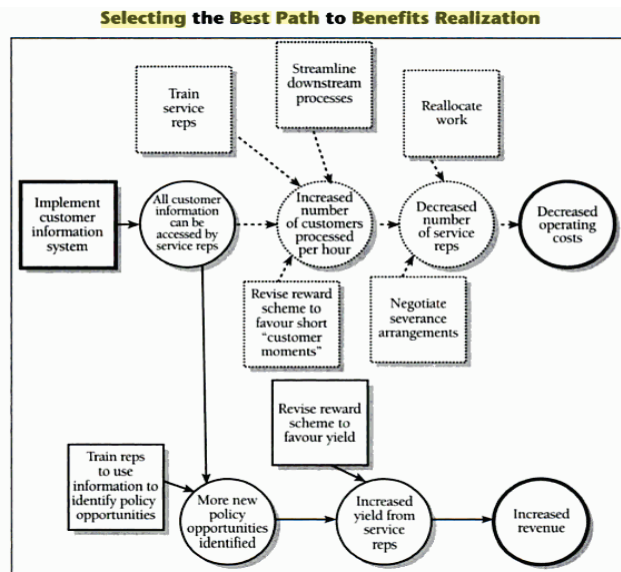 Selecting the Best Path to Benefits Realization
Streamline
downstream
processes
Train
service
reps
Reallocate
work
Implement
customer
information
system
All customer
information
can be
accessed by
service reps
Increased
number
of customers
processed
per hour
Decreased
number
of service
reps
Decreased
operating
costs
Revise reward
scheme to
favour short
"customer
moments"
Negotiate
severance
arrangements
Revise reward
scheme to
favour yield
Train reps
to use
information to
identify policy
opportunities
More new
policy
opportunities
identified
Increased
yield from
service
reps
Increased
revenue